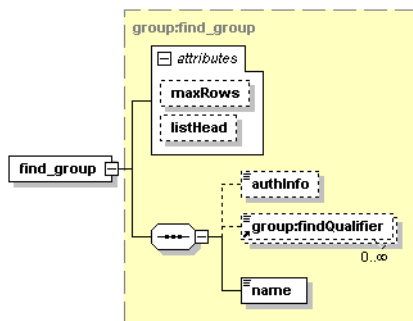 group:find_group
attributes
maxRows
listHead
find_group
authInfo
group:findQualifier
0..∞
name